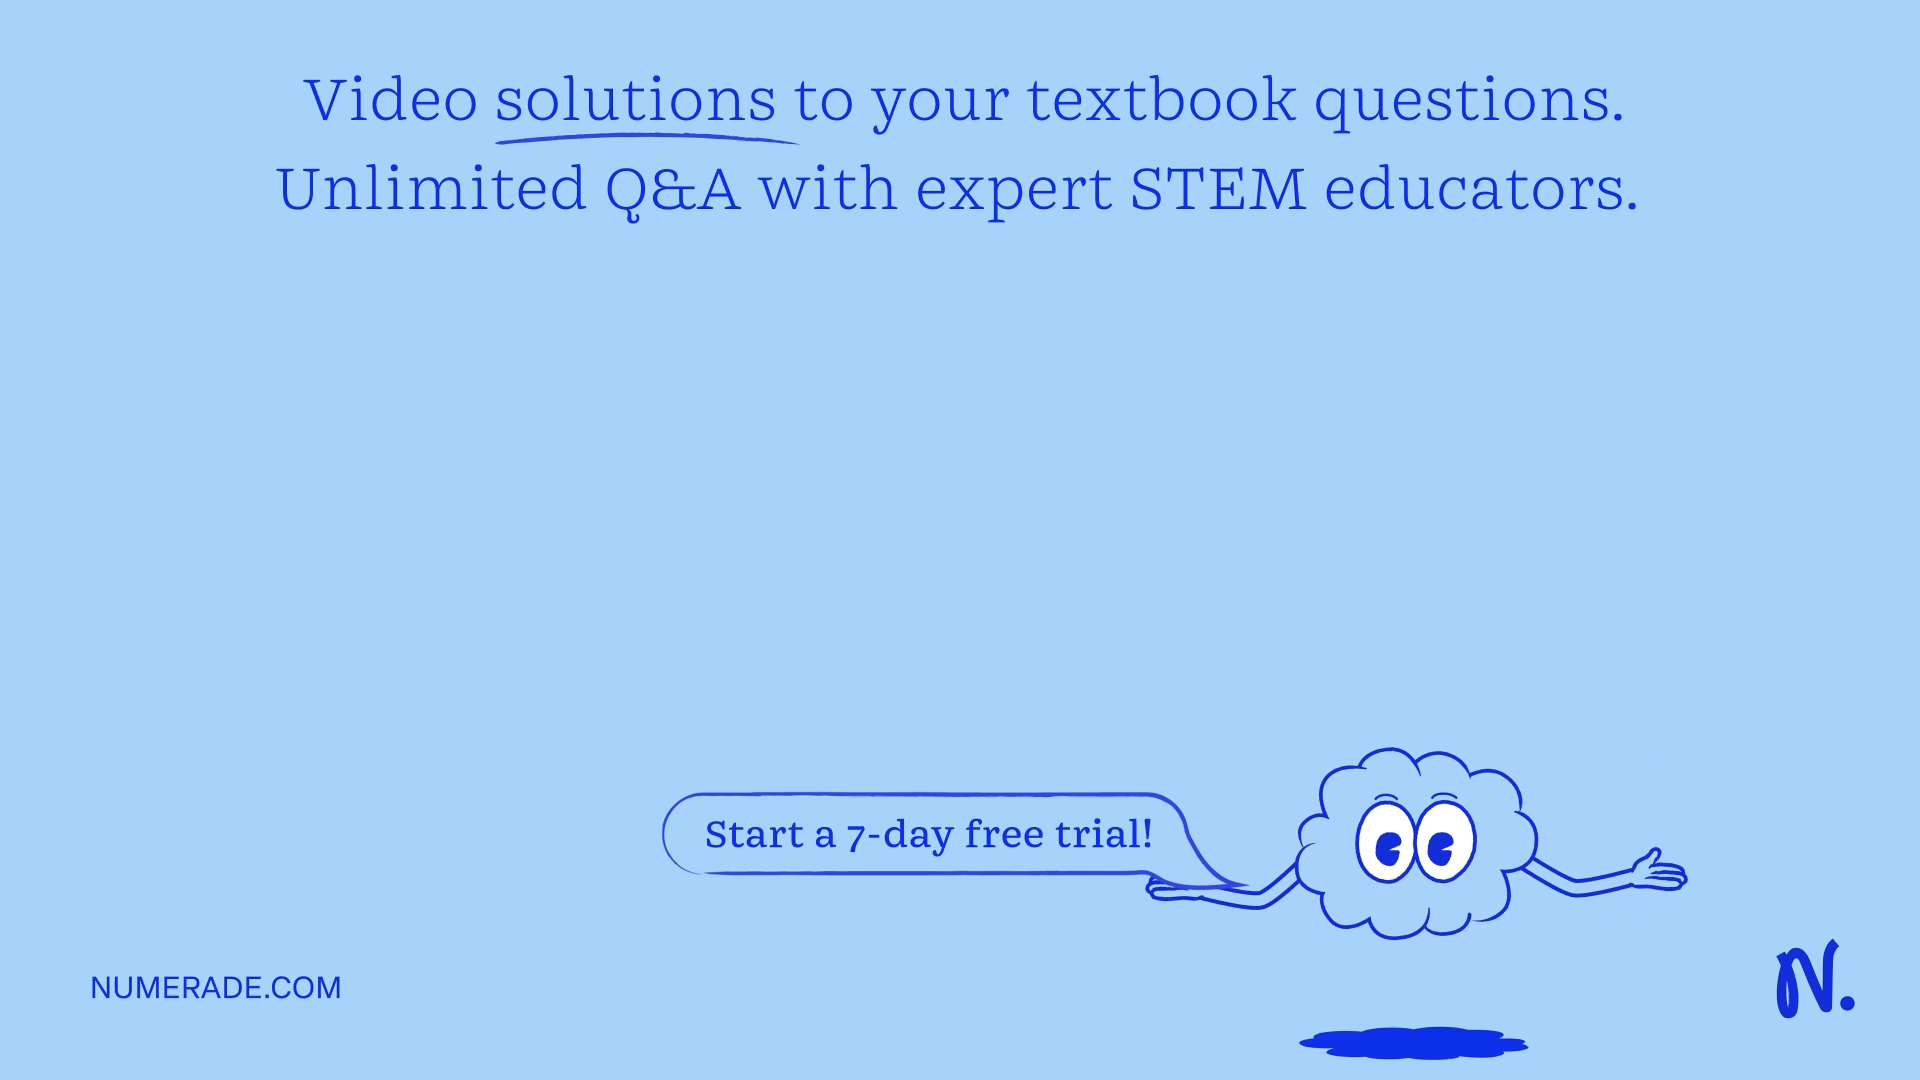 Video solutions to your textbook questions.
Unlimited Q&A with expert STEM educators.
Start a 7-day free trial!
NUMERADE.COM
N.